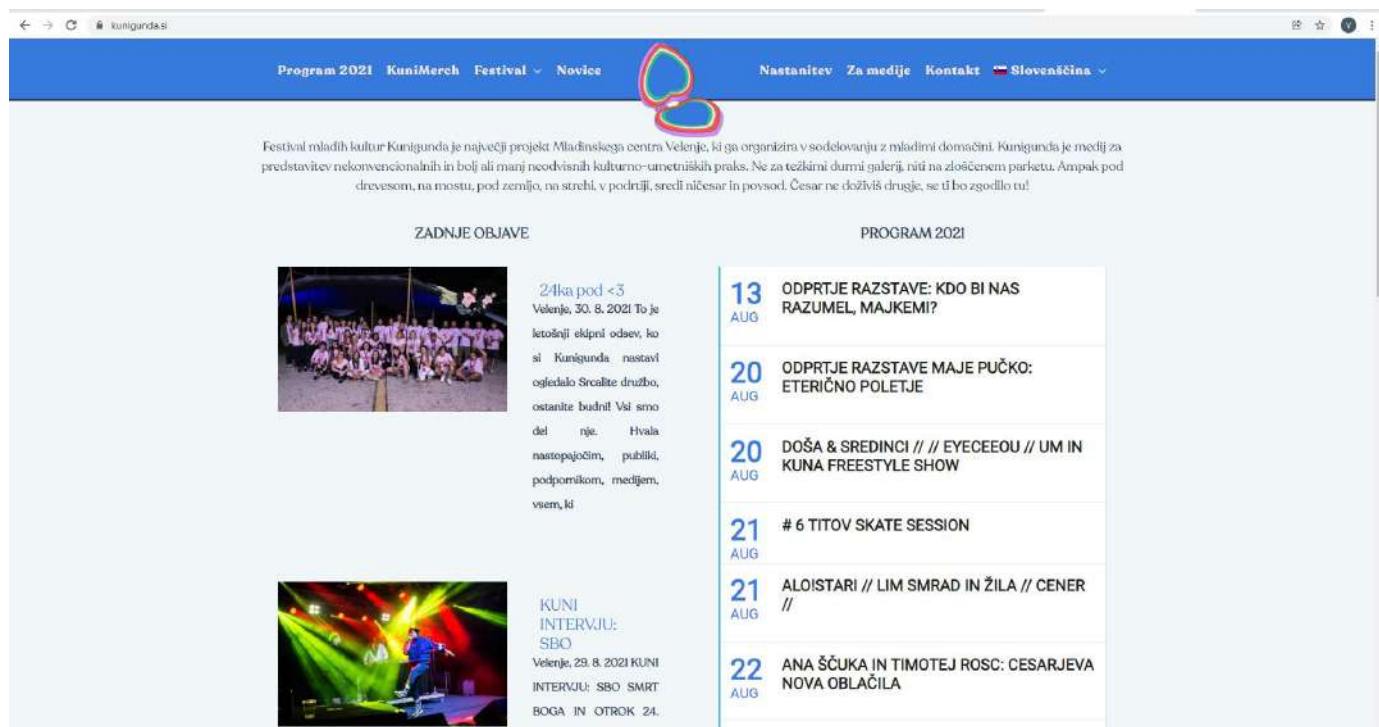 kunigunda.si
V
Program 2021 KuniMerch Festival Novice
Nastanitev Za medije Kontakt Slovenščina
Festival mladih kultur Kunigunda je največji projekt Mladinskega centra Velenje, ki ga organizira v sodelovanju z mladimi domačini. Kunigunda je medij za
predstavitev nekonvencionalnih in bolj ali manj neodvisnih kulturno-umetniških praks. Ne za težkimi durmi galerij, niti na zloščenem parketu. Ampak pod
drevesom, na mostu, pod zemljo, na strehi, v podrtiji, sredi ničesar in povsod. Česar ne doživiš drugje, se ti bo zgodilo tu!
ZADNJE OBJAVE
24ka pod <3
Velenje, 30. 8. 2021 To je
letošnji ekipni odsev, ko
si Kunigunda nastavi
ogledalo Srcalite družbo,
ostanite budni! Vsi smo
del nje. Hvala
nastopajočim, publiki,
podpornikom, medijem,
vsem, ki
KUNI
INTERVJU:
SBO
Velenje, 29. 8. 2021 KUNI
INTERVJU: SBO SMRT
BOGA IN OTROK 24.
PROGRAM 2021
13
AUG
ODPRTJE RAZSTAVE: KDO BI NAS
RAZUMEL, MAJKEMI?
20
AUG
ODPRTJE RAZSTAVE MAJE PUČKO:
ETERIČNO POLETJE
20
AUG
DOŠA & SREDINCI // // EYECEEOU // UM IN
KUNA FREESTYLE SHOW
21
AUG
# 6 TITOV SKATE SESSION
21
AUG
ALO!STARI // LIM SMRAD IN ŽILA // CENER
//
22
AUG
ANA ŠČUKA IN TIMOTEJ ROSC: CESARJEVA
NOVA OBLAČILA